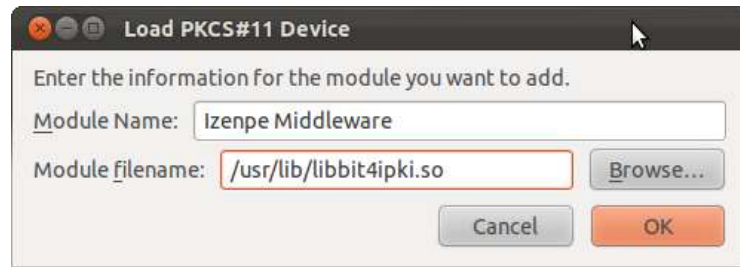 Load PKCS#11 Device
Enter the information for the module you want to add.
Module Name: Izenpe Middleware
Module filename: /usr/lib/libbit4ipki.so Browse...
Cancel OK